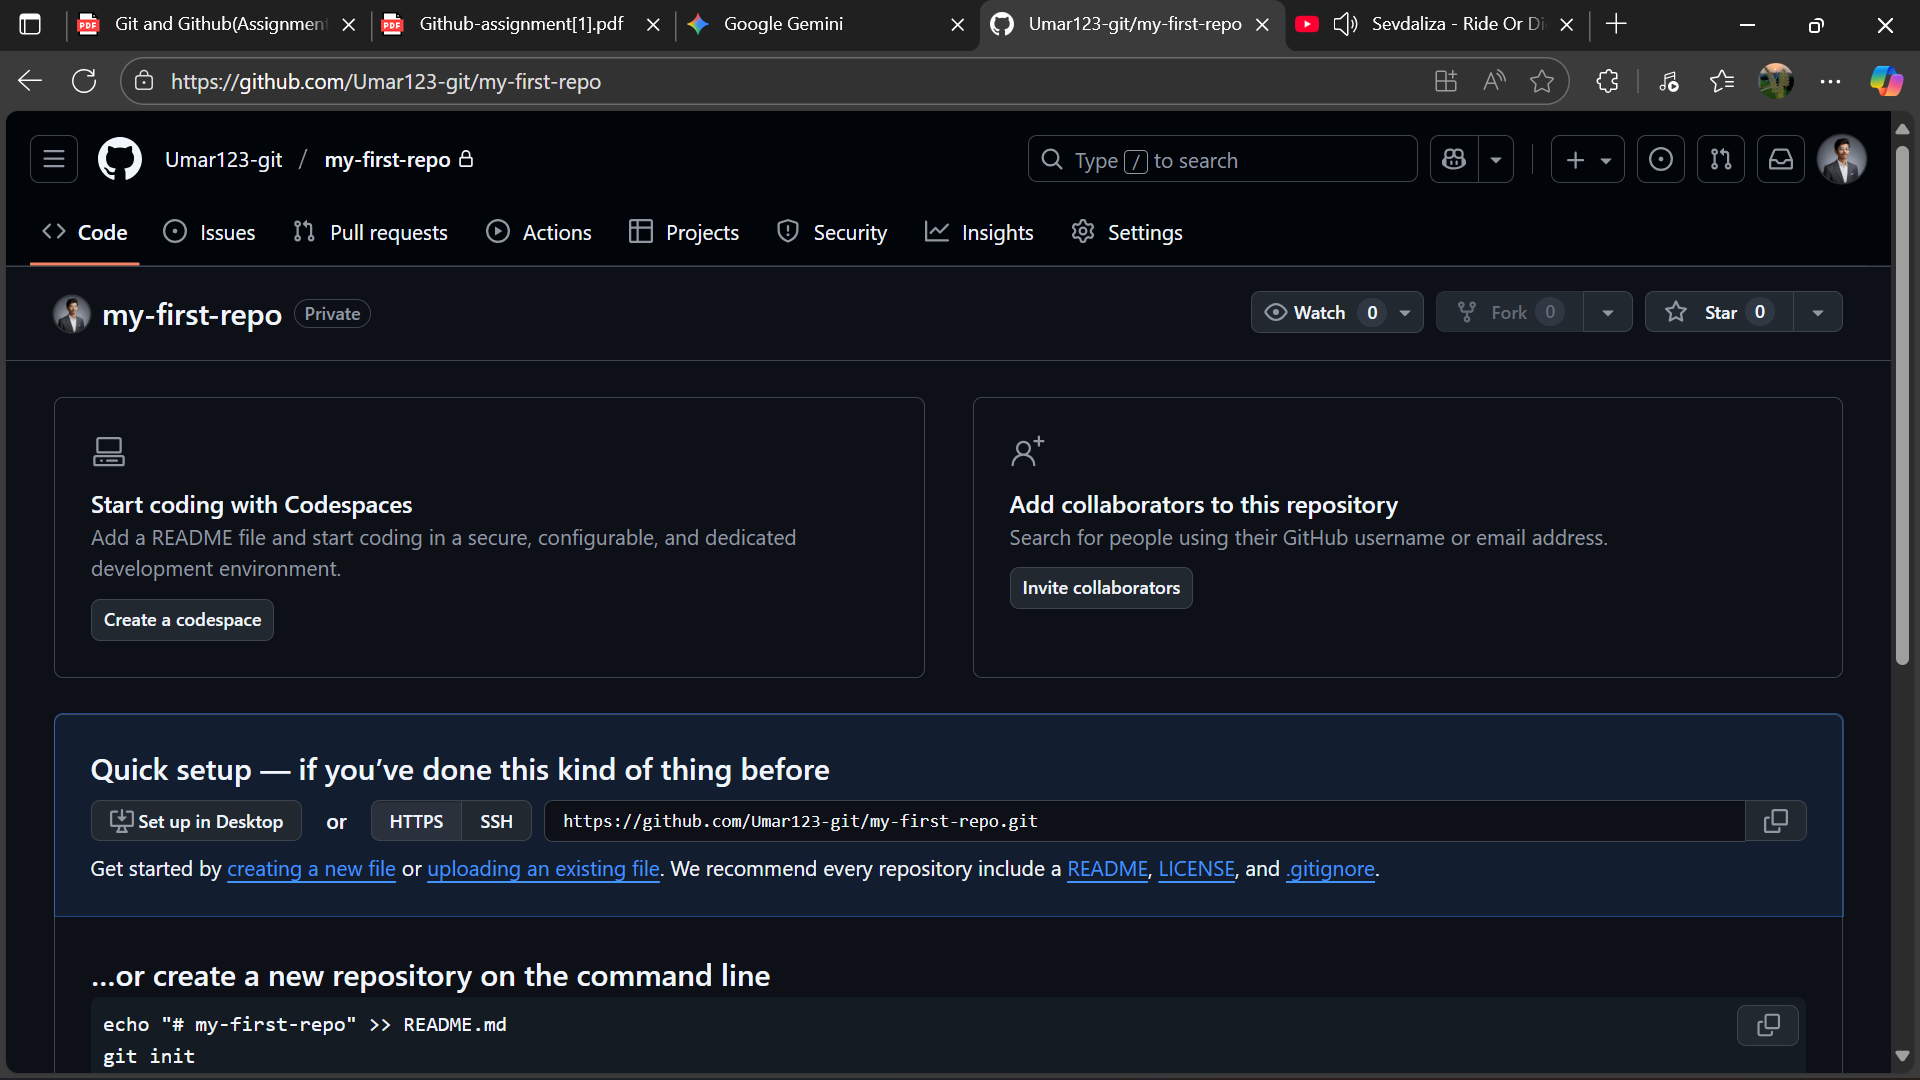 Git and Github(Assignment
Github-assignment[1].pdf
Google Gemini
Umar123-git/my-first-repo
Sevdaliza - Ride Or Di
https://github.com/Umar123-git/my-first-repo
Umar123-git / my-first-repo
Type / to search
Code
Issues
Pull requests
Actions
Projects
Security
Insights
Settings
my-first-repo Private
Watch 0
Fork 0
Star 0
Start coding with Codespaces
Add a README file and start coding in a secure, configurable, and dedicated
development environment.
Create a codespace
Add collaborators to this repository
Search for people using their GitHub username or email address.
Invite collaborators
Quick setup — if you’ve done this kind of thing before
Set up in Desktop or HTTPS SSH https://github.com/Umar123-git/my-first-repo.git
Get started by creating a new file or uploading an existing file. We recommend every repository include a README, LICENSE, and .gitignore.
…or create a new repository on the command line
echo "# my-first-repo" >> README.md
git init